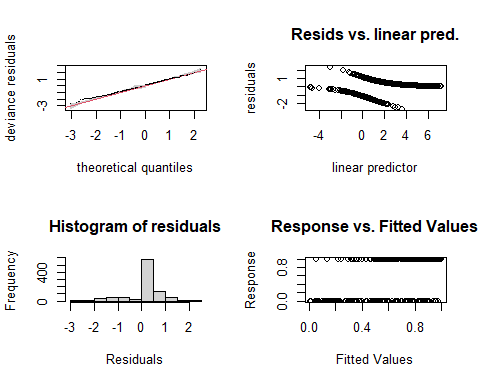 deviance residuals
1
-3
-3 -2 -1 0 1 2
theoretical quantiles
Resids vs. linear pred.
residuals
1
-2
-4 0 2 4 6
linear predictor
Histogram of residuals
Frequency
400
0
-3 -2 -1 0 1 2
Residuals
Response vs. Fitted Values
Response
0.8
0.0
0.0 0.4 0.8
Fitted Values